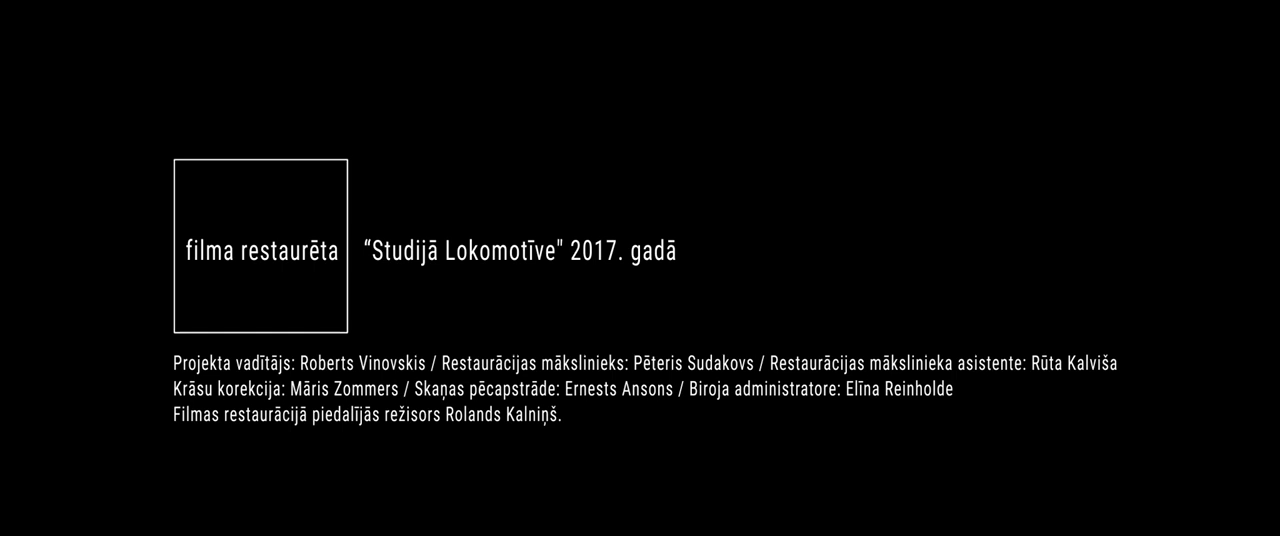 filma restaurēta “Studijā Lokomotīve" 2017. gadā
Projekta vadītājs: Roberts Vinovskis / Restaurācijas mākslinieks: Pēteris Sudakovs / Restaurācijas mākslinieka asistente: Rūta Kalviša
Krāsu korekcija: Māris Zommers / Skaņas pēcapstrāde: Ernests Ansons / Biroja administratore: Elīna Reinholde
Filmas restaurācijā piedalījās režisors Rolands Kalniņš.